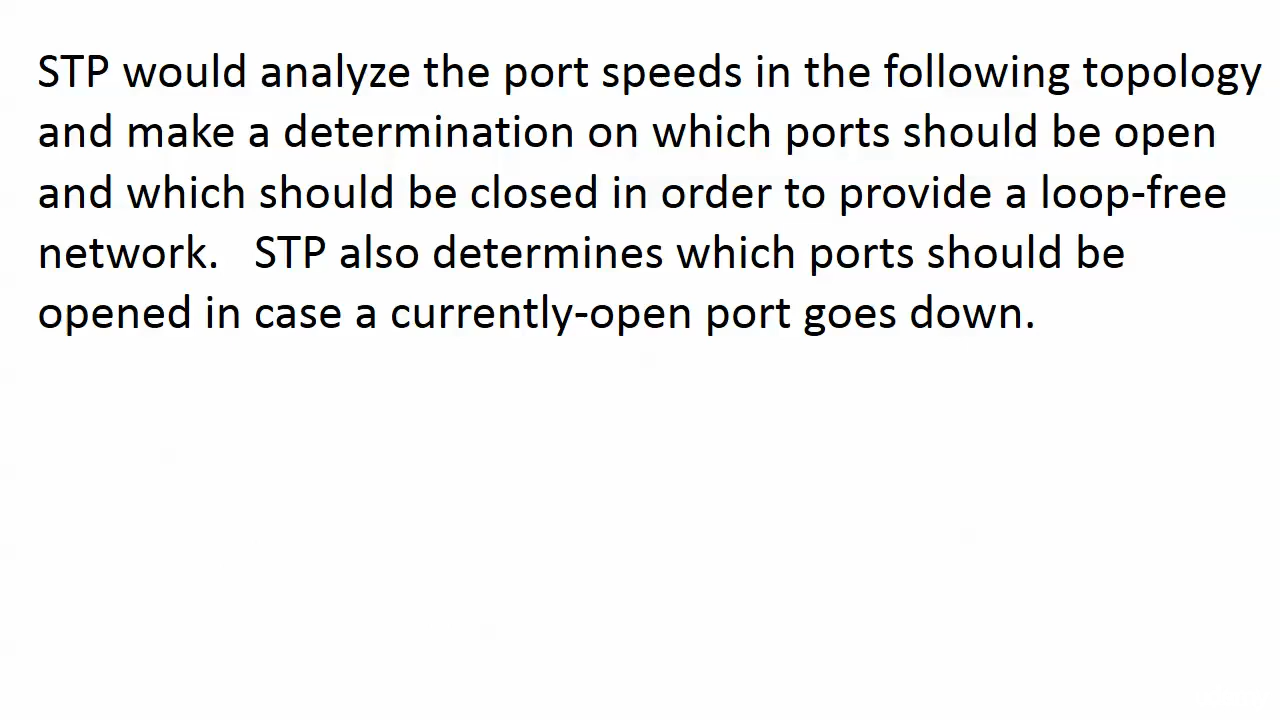 STP would analyze the port speeds in the following topology
and make a determination on which ports should be open
and which should be closed in order to provide a loop-free
network.   STP also determines which ports should be
opened in case a currently-open port goes down.